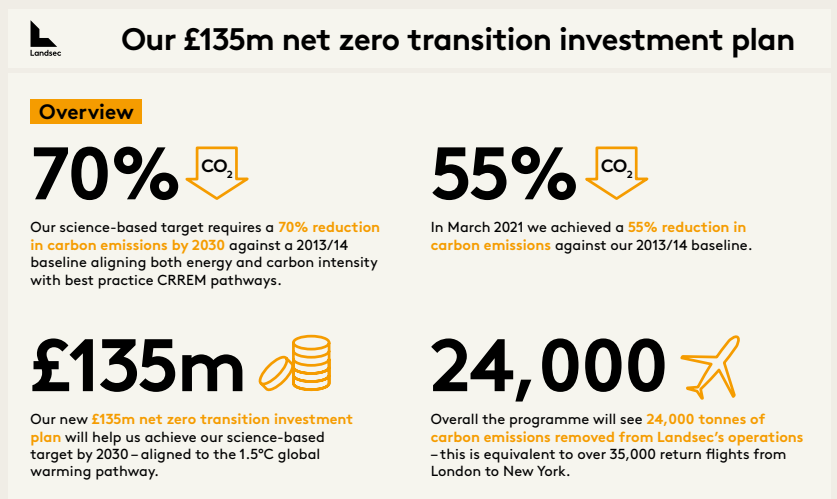 Landsec
Our £135m net zero transition investment plan
Overview
70%
CO2
Our science-based target requires a 70% reduction
in carbon emissions by 2030 against a 2013/14
baseline aligning both energy and carbon intensity
with best practice CRREM pathways.
55%
CO2
In March 2021 we achieved a 55% reduction in
carbon emissions against our 2013/14 baseline.
£135m
Our new £135m net zero transition investment
plan will help us achieve our science-based
target by 2030 – aligned to the 1.5°C global
warming pathway.
24,000
Overall the programme will see 24,000 tonnes of
carbon emissions removed from Landsec's operations
– this is equivalent to over 35,000 return flights from
London to New York.